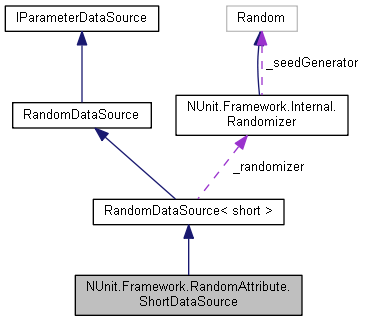 IParameterDataSource
Random
_seedGenerator
RandomDataSource
NUnit.Framework.Internal.
Randomizer
_randomizer
RandomDataSource< short >
NUnit.Framework.RandomAttribute.
ShortDataSource